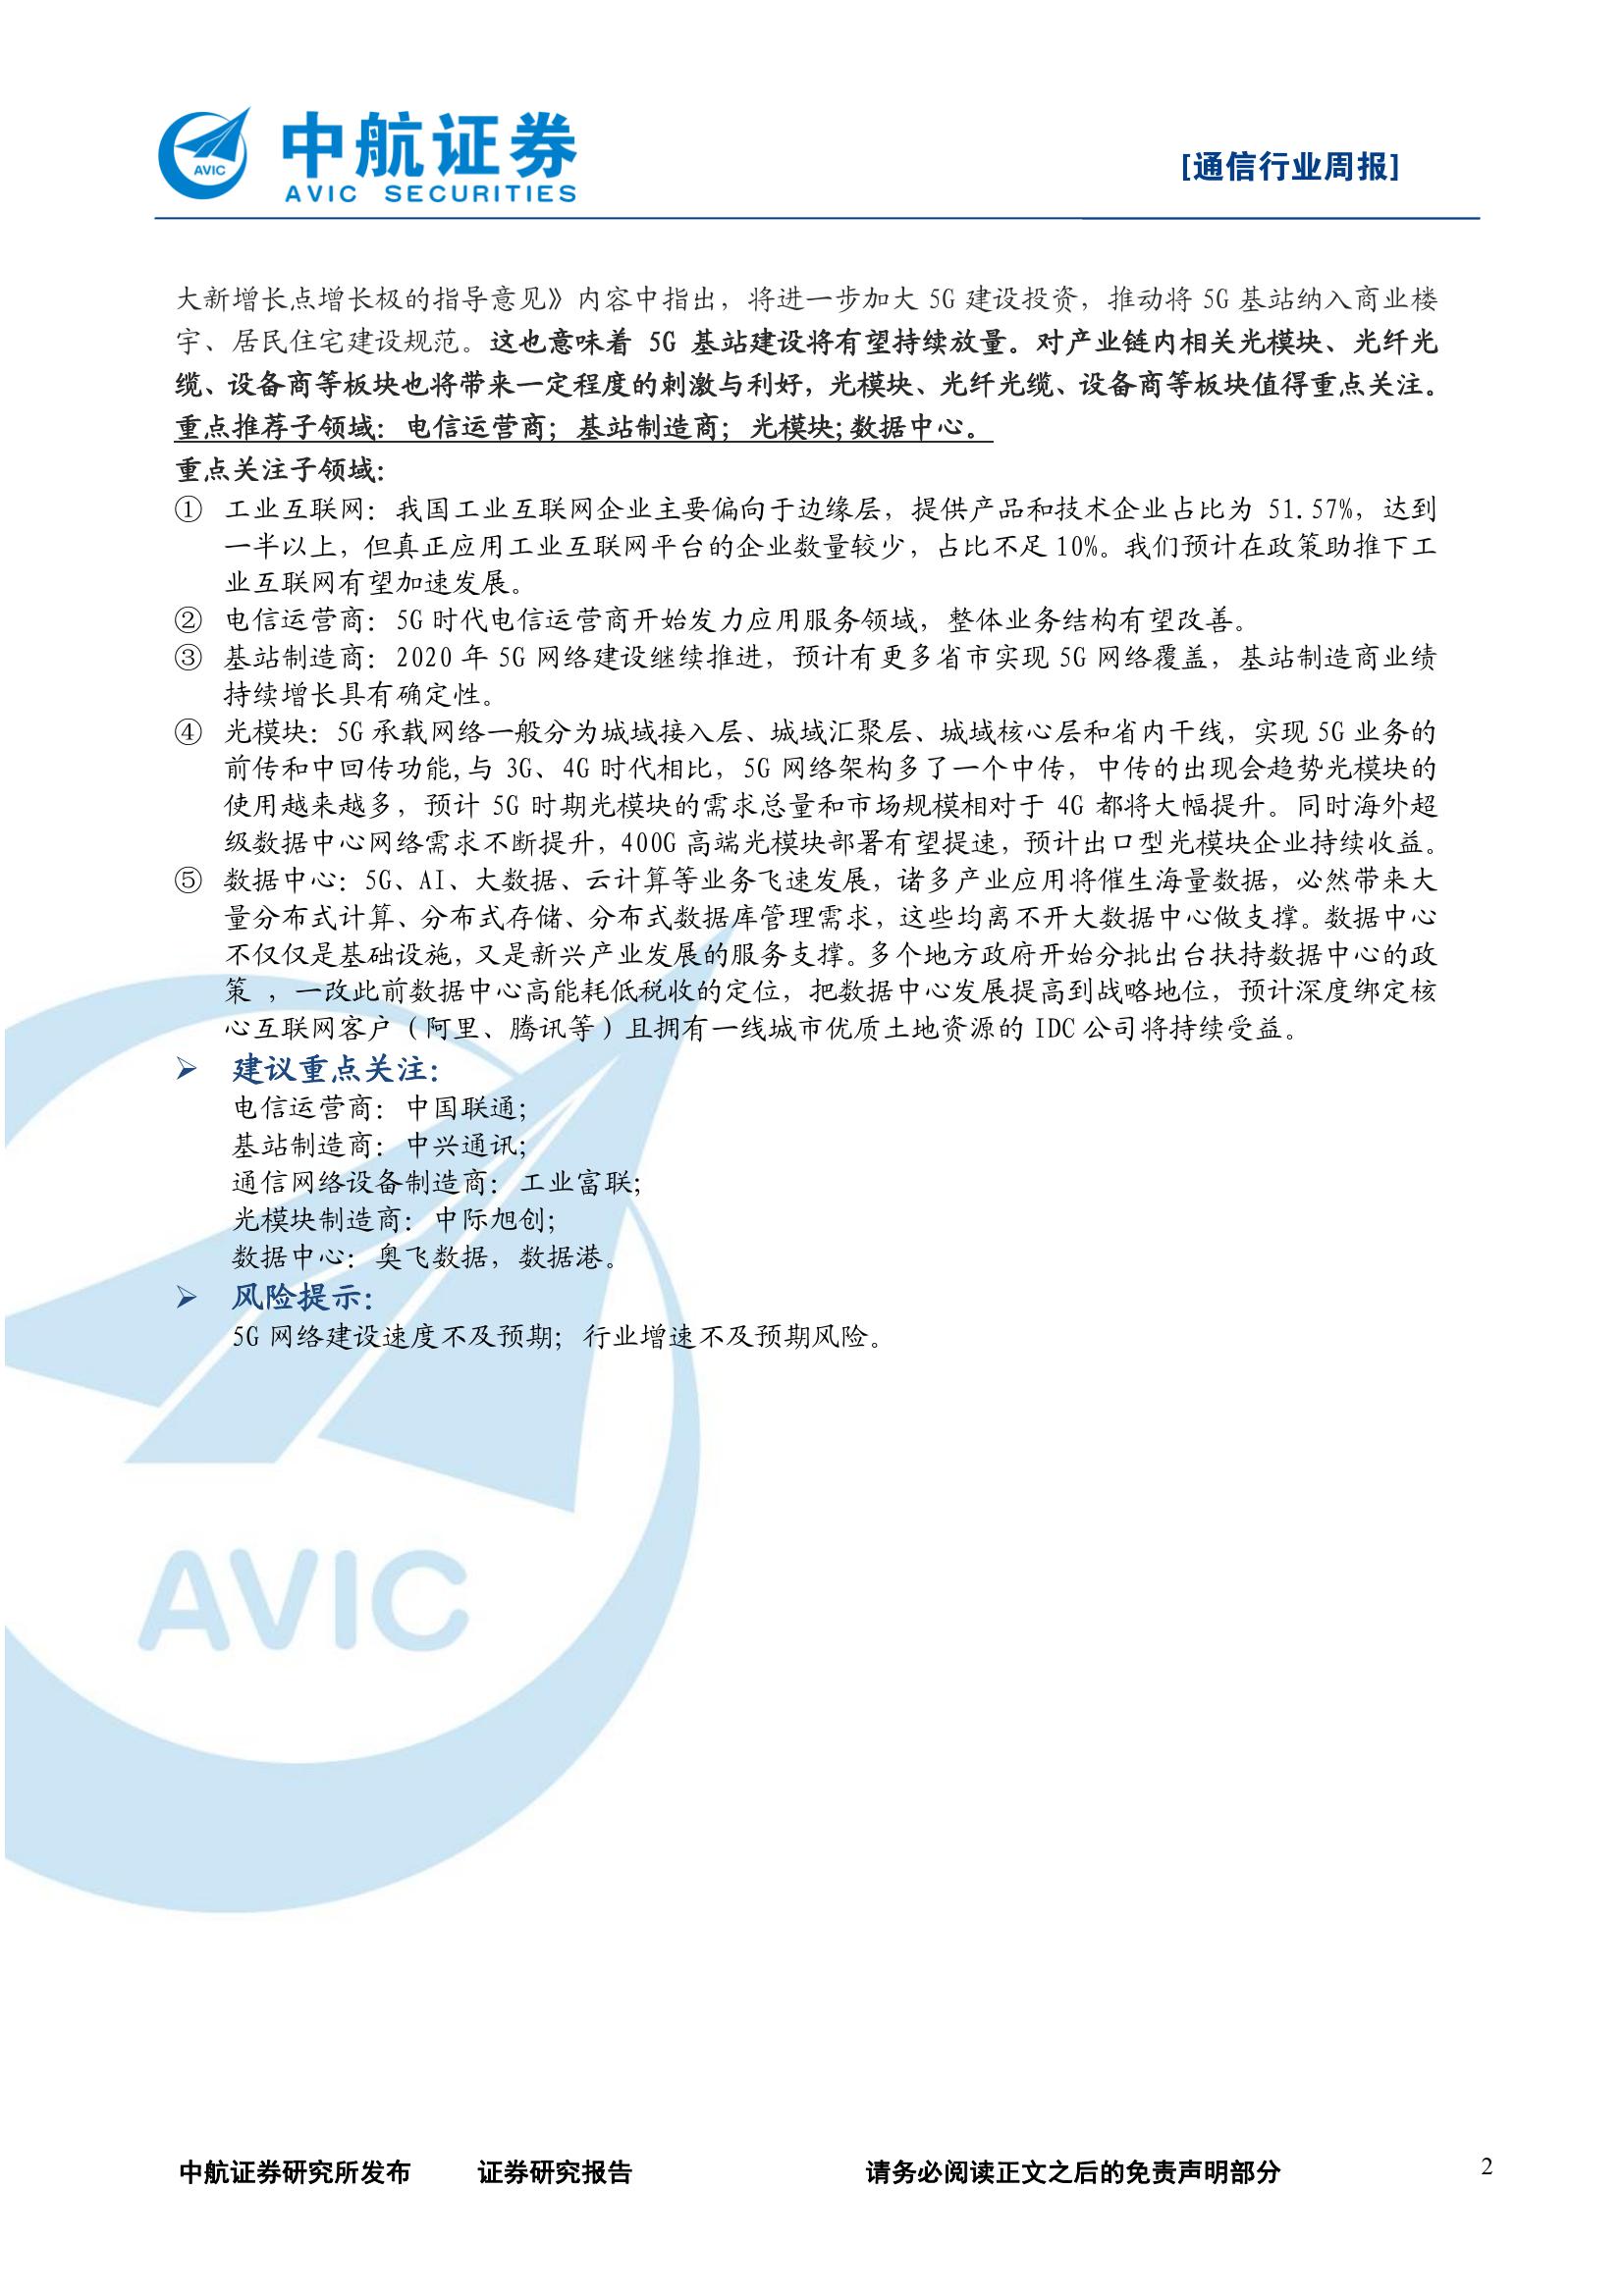 AVIC
中航证券
AVIC SECURITIES
[通信行业周报]
大新增长点增长极的指导意见》内容中指出，将进一步加大 5G 建设投资，推动将 5G 基站纳入商业楼
宇、居民住宅建设规范。这也意味着 5G 基站建设将有望持续放量。对产业链内相关光模块、光纤光
缆、设备商等板块也将带来一定程度的刺激与利好，光模块、光纤光缆、设备商等板块值得重点关注。
重点推荐子领域：电信运营商；基站制造商；光模块;数据中心。
重点关注子领域：
① 工业互联网：我国工业互联网企业主要偏向于边缘层，提供产品和技术企业占比为 51.57%，达到
一半以上，但真正应用工业互联网平台的企业数量较少，占比不足 10%。我们预计在政策助推下工
业互联网有望加速发展。
② 电信运营商：5G 时代电信运营商开始发力应用服务领域，整体业务结构有望改善。
③ 基站制造商：2020 年 5G 网络建设继续推进，预计有更多省市实现 5G 网络覆盖，基站制造商业绩
持续增长具有确定性。
④ 光模块：5G 承载网络一般分为城域接入层、城域汇聚层、城域核心层和省内干线，实现 5G 业务的
前传和中回传功能,与 3G、4G 时代相比，5G 网络架构多了一个中传，中传的出现会趋势光模块的
使用越来越多，预计 5G 时期光模块的需求总量和市场规模相对于 4G 都将大幅提升。同时海外超
级数据中心网络需求不断提升，400G 高端光模块部署有望提速，预计出口型光模块企业持续收益。
⑤ 数据中心：5G、AI、大数据、云计算等业务飞速发展，诸多产业应用将催生海量数据，必然带来大
量分布式计算、分布式存储、分布式数据库管理需求，这些均离不开大数据中心做支撑。数据中心
不仅仅是基础设施，又是新兴产业发展的服务支撑。多个地方政府开始分批出台扶持数据中心的政
策 ，一改此前数据中心高能耗低税收的定位，把数据中心发展提高到战略地位，预计深度绑定核
心互联网客户（阿里、腾讯等）且拥有一线城市优质土地资源的 IDC 公司将持续受益。
➢ 建议重点关注：
电信运营商：中国联通；
基站制造商：中兴通讯；
通信网络设备制造商：工业富联；
光模块制造商：中际旭创；
数据中心：奥飞数据，数据港。
➢ 风险提示：
5G 网络建设速度不及预期；行业增速不及预期风险。
AVIC
中航证券研究所发布 证券研究报告 请务必阅读正文之后的免责声明部分 2